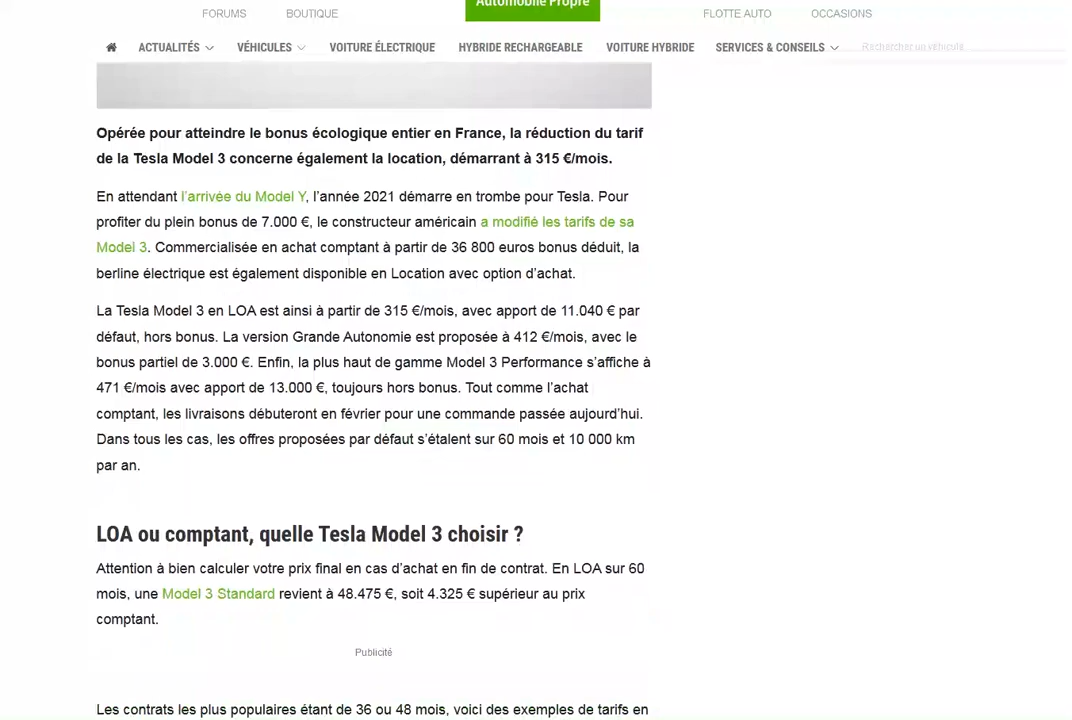 Automobile Propre
FORUMS BOUTIQUE FLOTTE AUTO OCCASIONS
ACTUALITÉS VÉHICULES VOITURE ÉLECTRIQUE HYBRIDE RECHARGEABLE VOITURE HYBRIDE SERVICES & CONSEILS Rechercher un véhicule
Opérée pour atteindre le bonus écologique entier en France, la réduction du tarif
de la Tesla Model 3 concerne également la location, démarrant à 315 €/mois.
En attendant l’arrivée du Model Y, l’année 2021 démarre en trombe pour Tesla. Pour
profiter du plein bonus de 7.000 €, le constructeur américain a modifié les tarifs de sa
Model 3. Commercialisée en achat comptant à partir de 36 800 euros bonus déduit, la
berline électrique est également disponible en Location avec option d’achat.
La Tesla Model 3 en LOA est ainsi à partir de 315 €/mois, avec apport de 11.040 € par
défaut, hors bonus. La version Grande Autonomie est proposée à 412 €/mois, avec le
bonus partiel de 3.000 €. Enfin, la plus haut de gamme Model 3 Performance s’affiche à
471 €/mois avec apport de 13.000 €, toujours hors bonus. Tout comme l’achat
comptant, les livraisons débuteront en février pour une commande passée aujourd’hui.
Dans tous les cas, les offres proposées par défaut s’étalent sur 60 mois et 10 000 km
par an.
LOA ou comptant, quelle Tesla Model 3 choisir ?
Attention à bien calculer votre prix final en cas d’achat en fin de contrat. En LOA sur 60
mois, une Model 3 Standard revient à 48.475 €, soit 4.325 € supérieur au prix
comptant.
Publicité
Les contrats les plus populaires étant de 36 ou 48 mois, voici des exemples de tarifs en